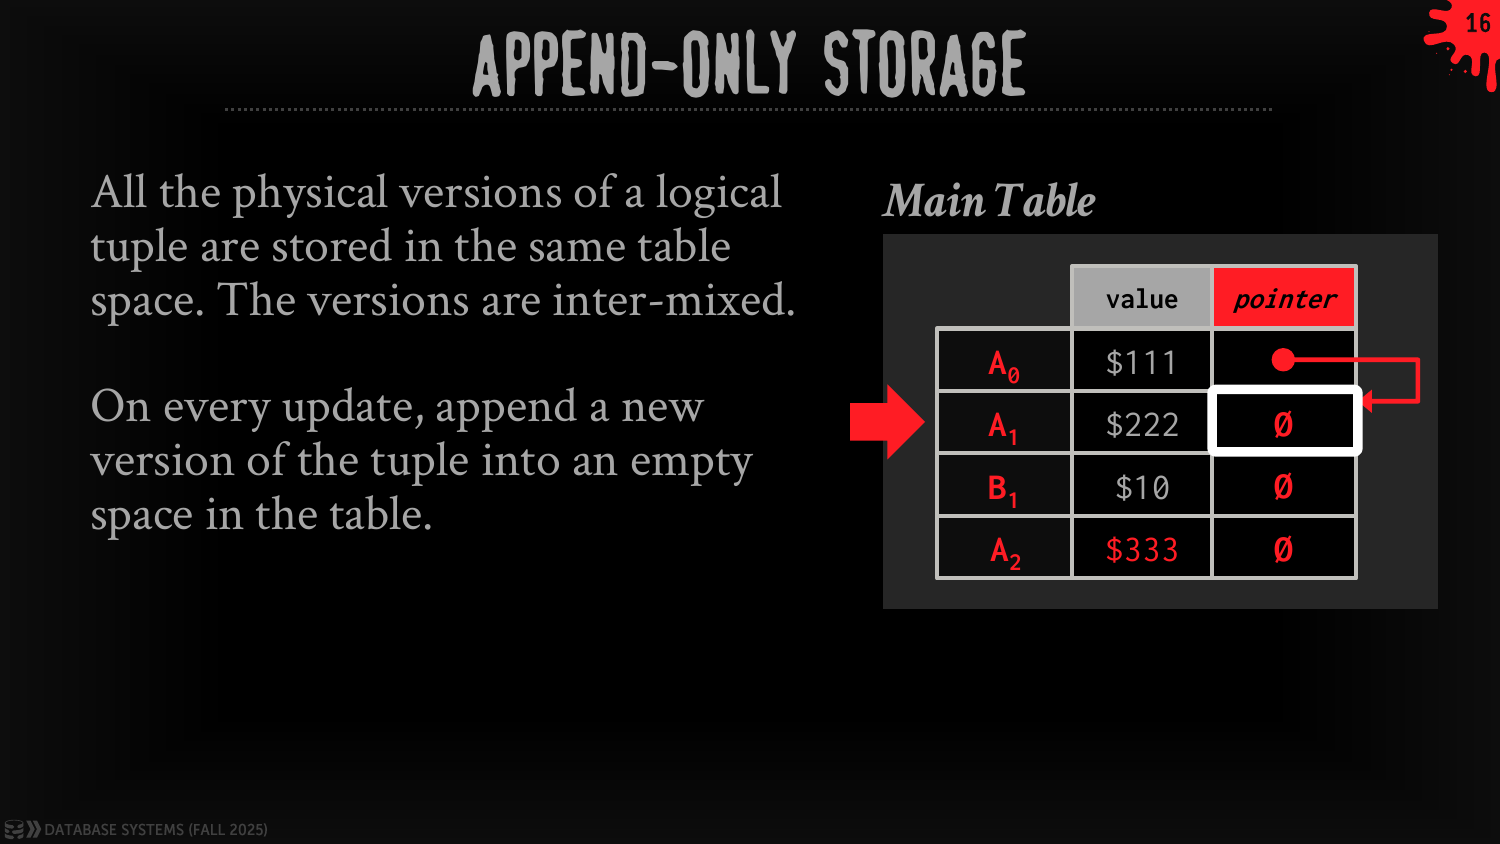 16
APPEND-ONLY STORAGE
All the physical versions of a logical
tuple are stored in the same table
space. The versions are inter-mixed.
On every update, append a new
version of the tuple into an empty
space in the table.
Main Table
value pointer
A0 $111
A1 $222 Ø
B1 $10 Ø
A2 $333 Ø
DATABASE SYSTEMS (FALL 2025)